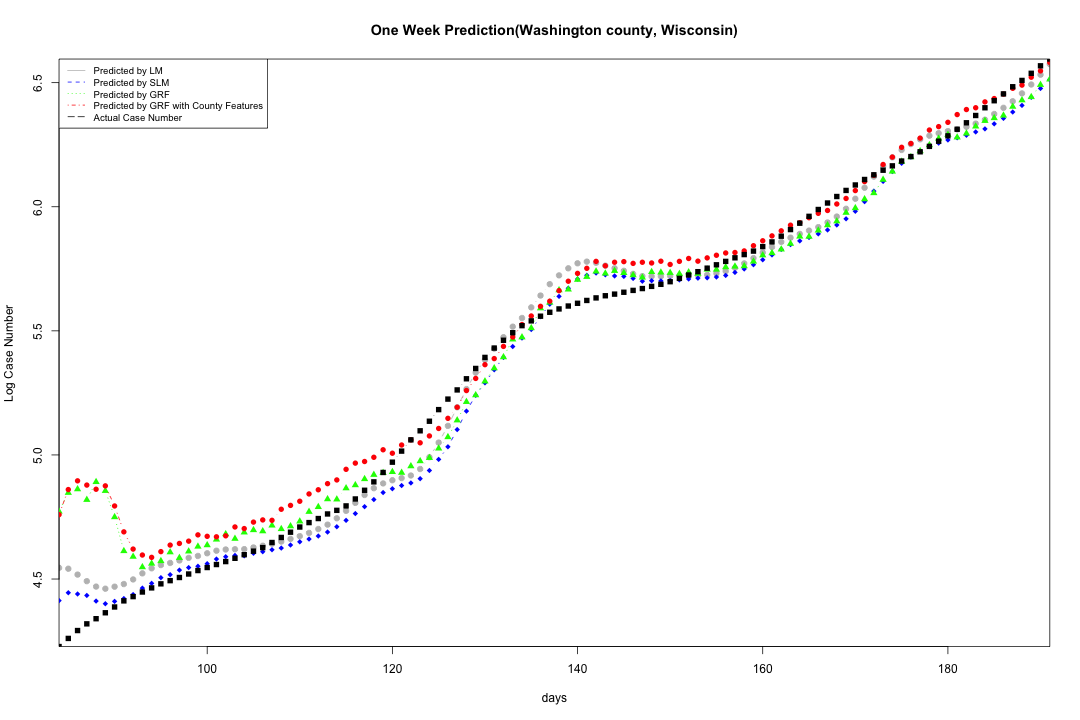 One Week Prediction(Washington county, Wisconsin)
Predicted by LM
Predicted by SLM
Predicted by GRF
Predicted by GRF with County Features
Actual Case Number
6.5
6.0
5.5
5.0
4.5
Log Case Number
100 120 140 160 180
days